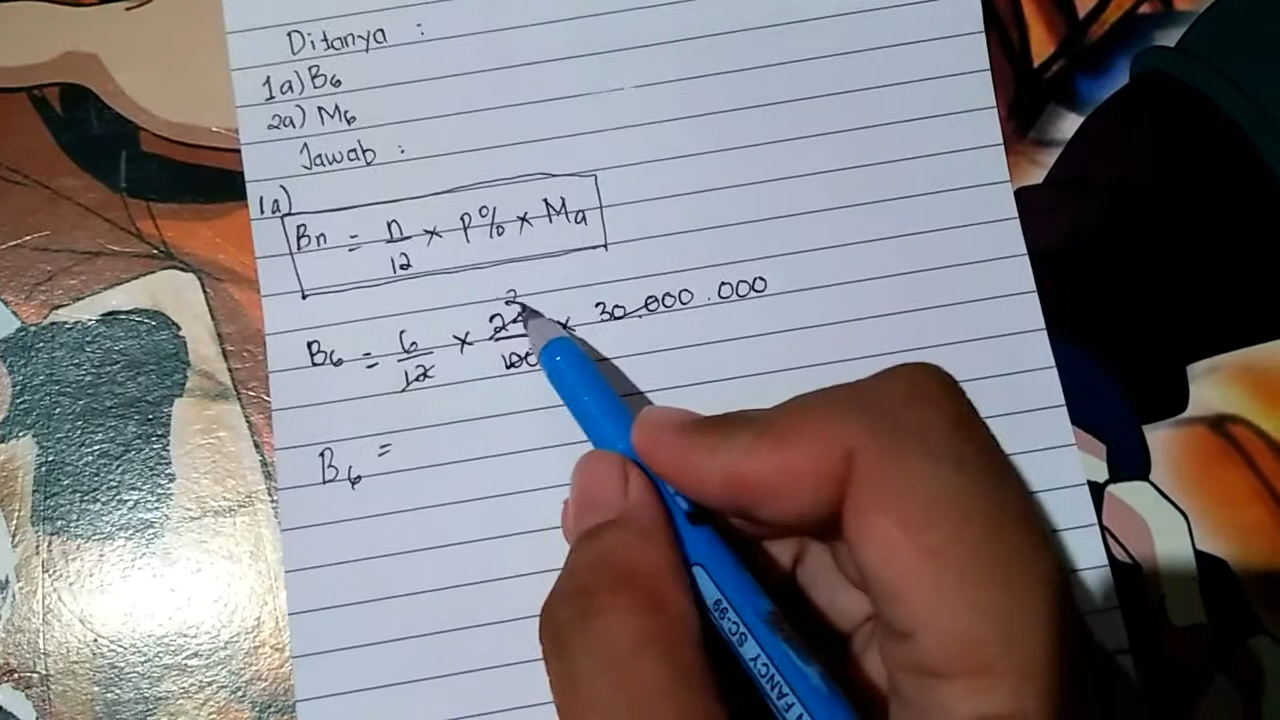 Ditanya :
1a) B6
2a) M6
Jawab :
1a)
Bn = n/12 × P% × Ma
B6 = 6/12 × 24/100 × 30.000.000
2
B6 =
FANCY SC-99